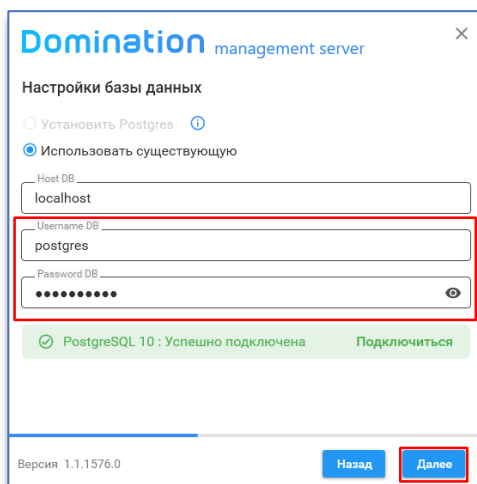 Domination management server
Настройки базы данных
Установить Postgres
Использовать существующую
Host DB
localhost
Username DB
postgres
Password DB
●●●●●●●●●●
PostgreSQL 10 : Успешно подключена Подключиться
Версия 1.1.1576.0 Назад Далее